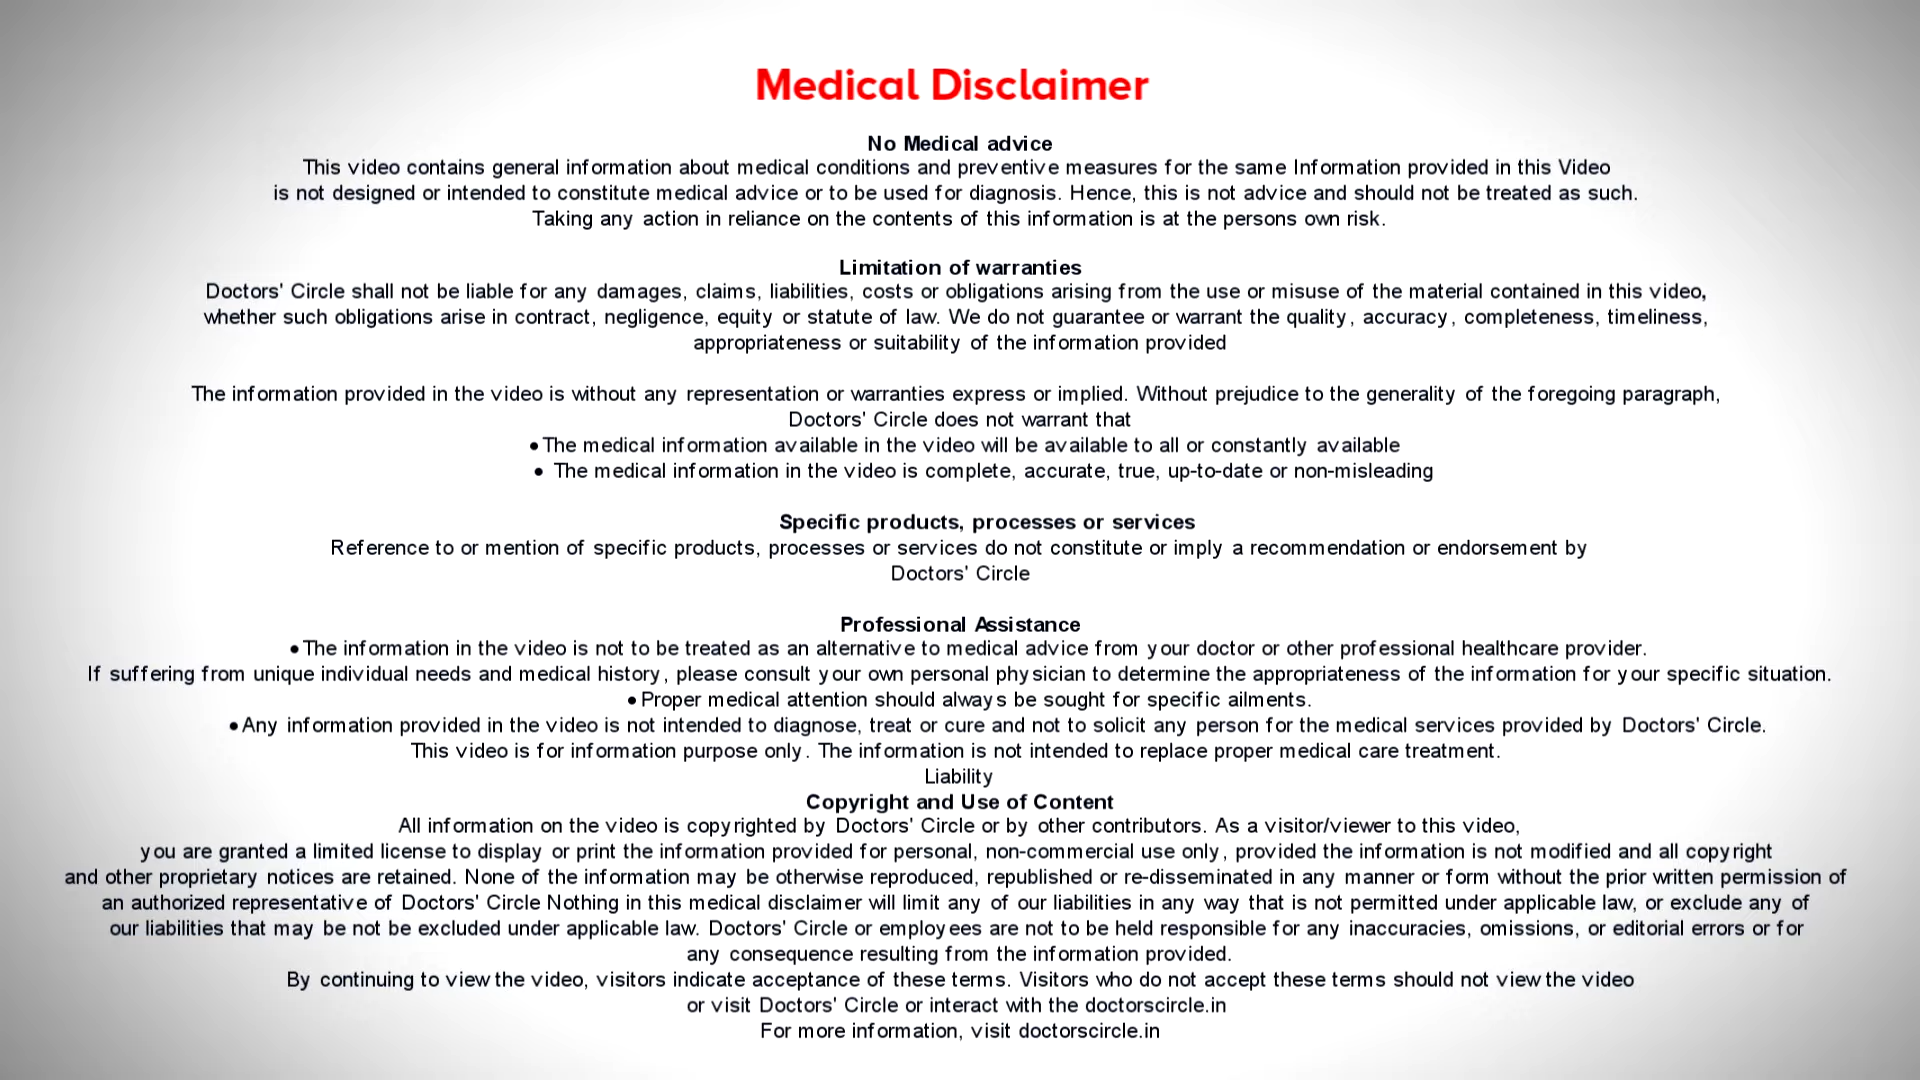 Medical Disclaimer
No Medical advice
This video contains general information about medical conditions and preventive measures for the same Information provided in this Video
is not designed or intended to constitute medical advice or to be used for diagnosis. Hence, this is not advice and should not be treated as such.
Taking any action in reliance on the contents of this information is at the persons own risk.
Limitation of warranties
Doctors' Circle shall not be liable for any damages, claims, liabilities, costs or obligations arising from the use or misuse of the material contained in this video,
whether such obligations arise in contract, negligence, equity or statute of law. We do not guarantee or warrant the quality, accuracy, completeness, timeliness,
appropriateness or suitability of the information provided
The information provided in the video is without any representation or warranties express or implied. Without prejudice to the generality of the foregoing paragraph,
Doctors' Circle does not warrant that
•The medical information available in the video will be available to all or constantly available
• The medical information in the video is complete, accurate, true, up-to-date or non-misleading
Specific products, processes or services
Reference to or mention of specific products, processes or services do not constitute or imply a recommendation or endorsement by
Doctors' Circle
Professional Assistance
•The information in the video is not to be treated as an alternative to medical advice from your doctor or other professional healthcare provider.
If suffering from unique individual needs and medical history, please consult your own personal physician to determine the appropriateness of the information for your specific situation.
•Proper medical attention should always be sought for specific ailments.
•Any information provided in the video is not intended to diagnose, treat or cure and not to solicit any person for the medical services provided by Doctors' Circle.
This video is for information purpose only. The information is not intended to replace proper medical care treatment.
Liability
Copyright and Use of Content
All information on the video is copyrighted by Doctors' Circle or by other contributors. As a visitor/viewer to this video,
you are granted a limited license to display or print the information provided for personal, non-commercial use only, provided the information is not modified and all copyright
and other proprietary notices are retained. None of the information may be otherwise reproduced, republished or re-disseminated in any manner or form without the prior written permission of
an authorized representative of Doctors' Circle Nothing in this medical disclaimer will limit any of our liabilities in any way that is not permitted under applicable law, or exclude any of
our liabilities that may be not be excluded under applicable law. Doctors' Circle or employees are not to be held responsible for any inaccuracies, omissions, or editorial errors or for
any consequence resulting from the information provided.
By continuing to view the video, visitors indicate acceptance of these terms. Visitors who do not accept these terms should not view the video
or visit Doctors' Circle or interact with the doctorscircle.in
For more information, visit doctorscircle.in